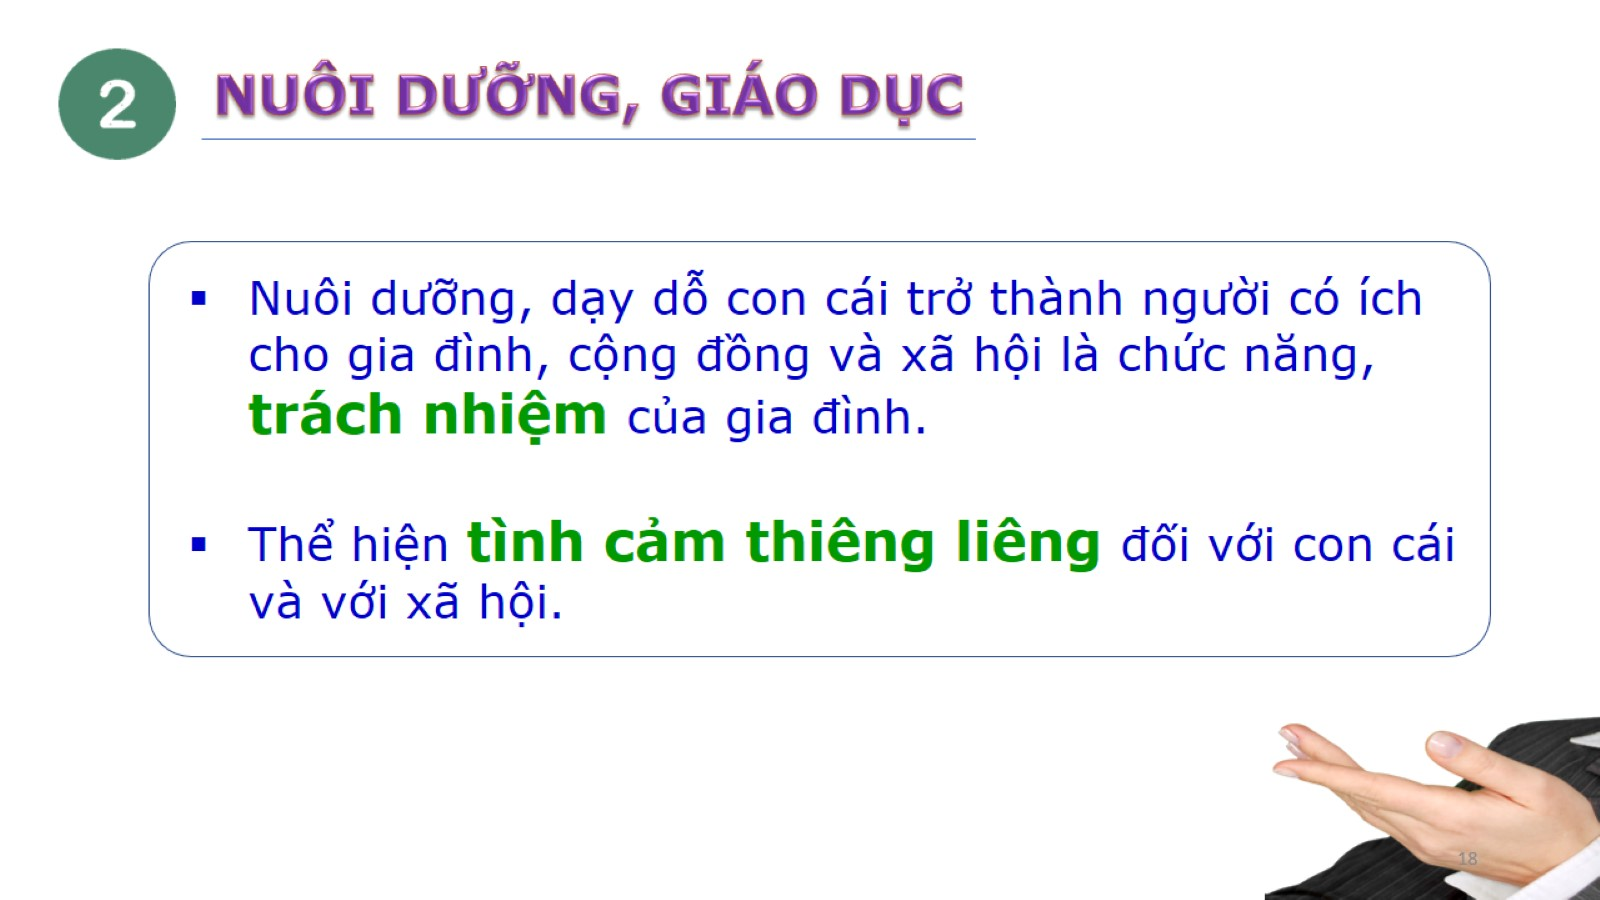 2
NUÔI DƯỠNG, GIÁO DỤC
▪ Nuôi dưỡng, dạy dỗ con cái trở thành người có ích
cho gia đình, cộng đồng và xã hội là chức năng,
trách nhiệm của gia đình.
▪ Thể hiện tình cảm thiêng liêng đối với con cái
và với xã hội.
18